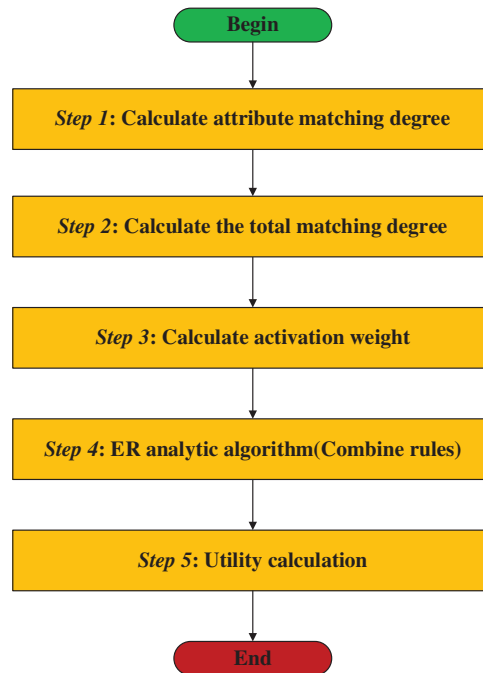 Begin
Step 1: Calculate attribute matching degree
Step 2: Calculate the total matching degree
Step 3: Calculate activation weight
Step 4: ER analytic algorithm(Combine rules)
Step 5: Utility calculation
End